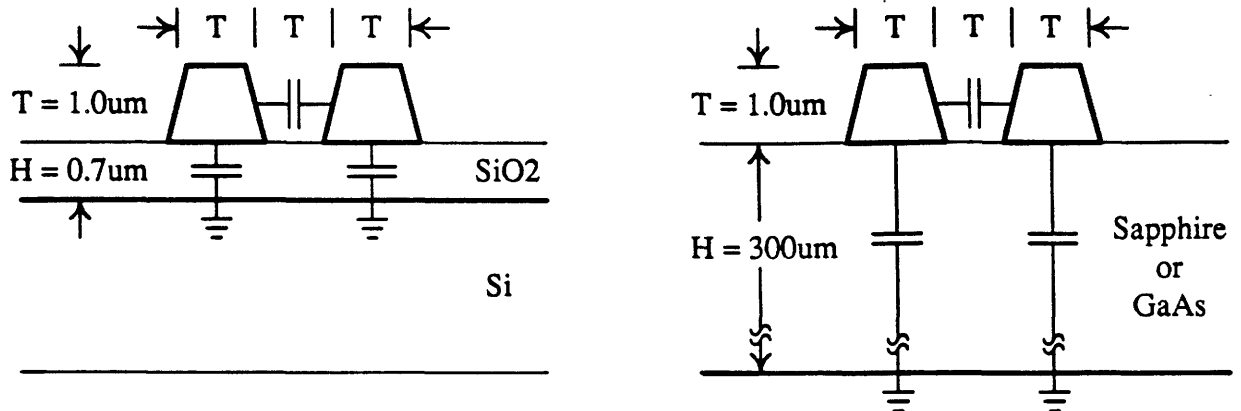 T T T
T = 1.0um
H = 0.7um
SiO2
Si
T T T
T = 1.0um
H = 300um
Sapphire
or
GaAs